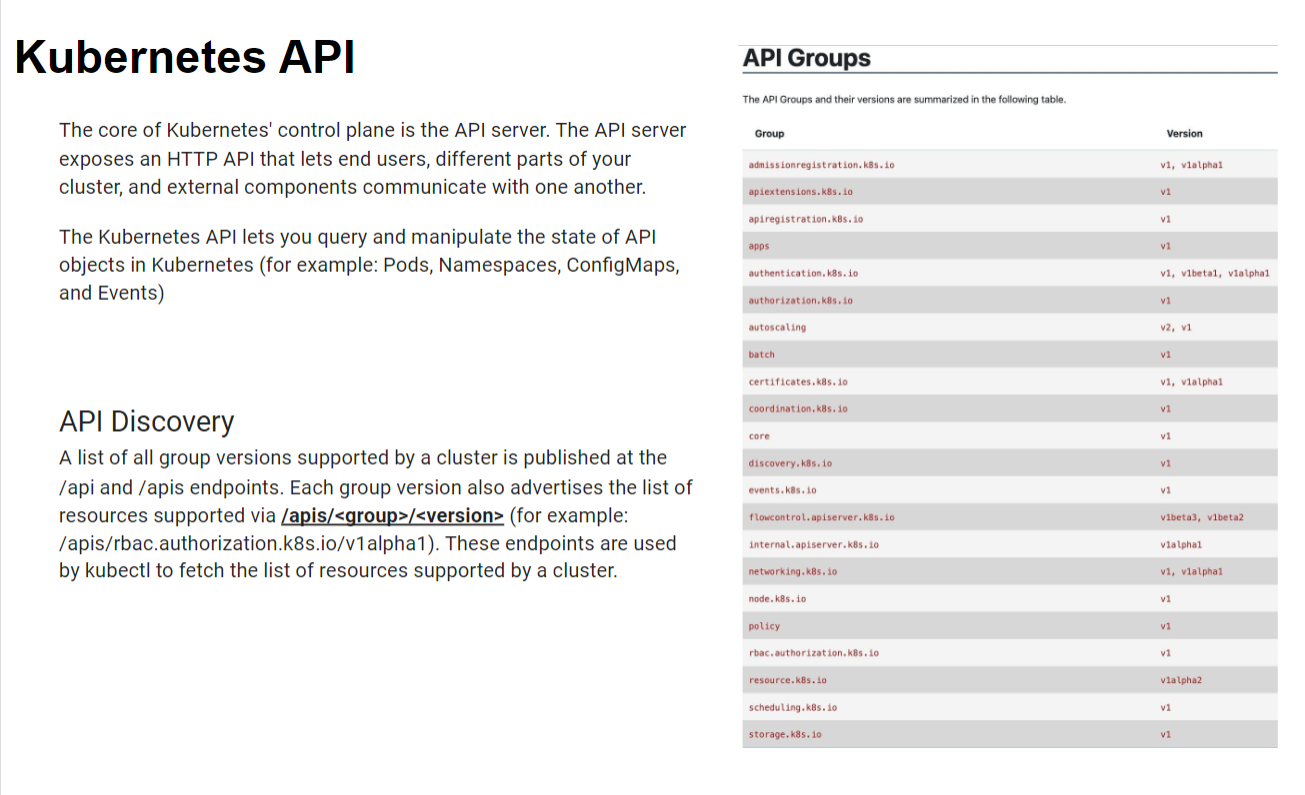 Kubernetes API
The core of Kubernetes' control plane is the API server. The API server
exposes an HTTP API that lets end users, different parts of your
cluster, and external components communicate with one another.
The Kubernetes API lets you query and manipulate the state of API
objects in Kubernetes (for example: Pods, Namespaces, ConfigMaps,
and Events)
API Discovery
A list of all group versions supported by a cluster is published at the
/api and /apis endpoints. Each group version also advertises the list of
resources supported via /apis/<group>/<version> (for example:
/apis/rbac.authorization.k8s.io/v1alpha1). These endpoints are used
by kubectl to fetch the list of resources supported by a cluster.
API Groups
The API Groups and their versions are summarized in the following table.
Group Version
admissionregistration.k8s.io v1, v1alpha1
apiextensions.k8s.io v1
apiregistration.k8s.io v1
apps v1
authentication.k8s.io v1, v1beta1, v1alpha1
authorization.k8s.io v1
autoscaling v2, v1
batch v1
certificates.k8s.io v1, v1alpha1
coordination.k8s.io v1
core v1
discovery.k8s.io v1
events.k8s.io v1
flowcontrol.apiserver.k8s.io v1beta3, v1beta2
internal.apiserver.k8s.io v1alpha1
networking.k8s.io v1, v1alpha1
node.k8s.io v1
policy v1
rbac.authorization.k8s.io v1
resource.k8s.io v1alpha2
scheduling.k8s.io v1
storage.k8s.io v1